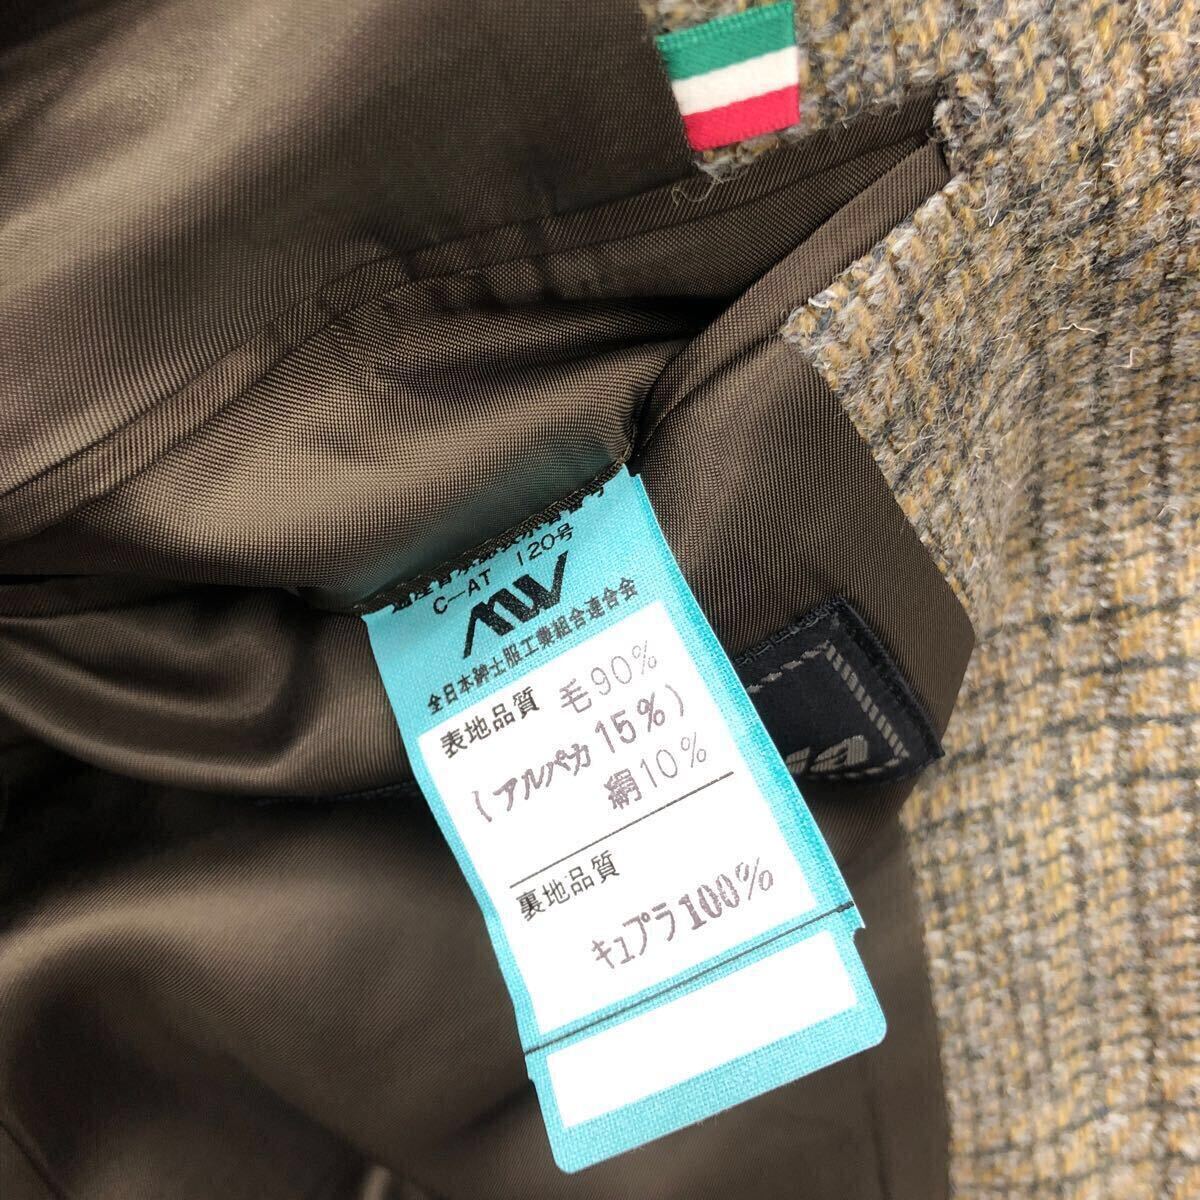 C-AT 120号
全日本紳士服工業組合連合会
表地品質 毛90%
(アルパカ 15%)
絹10%
裏地品質
キュプラ100%